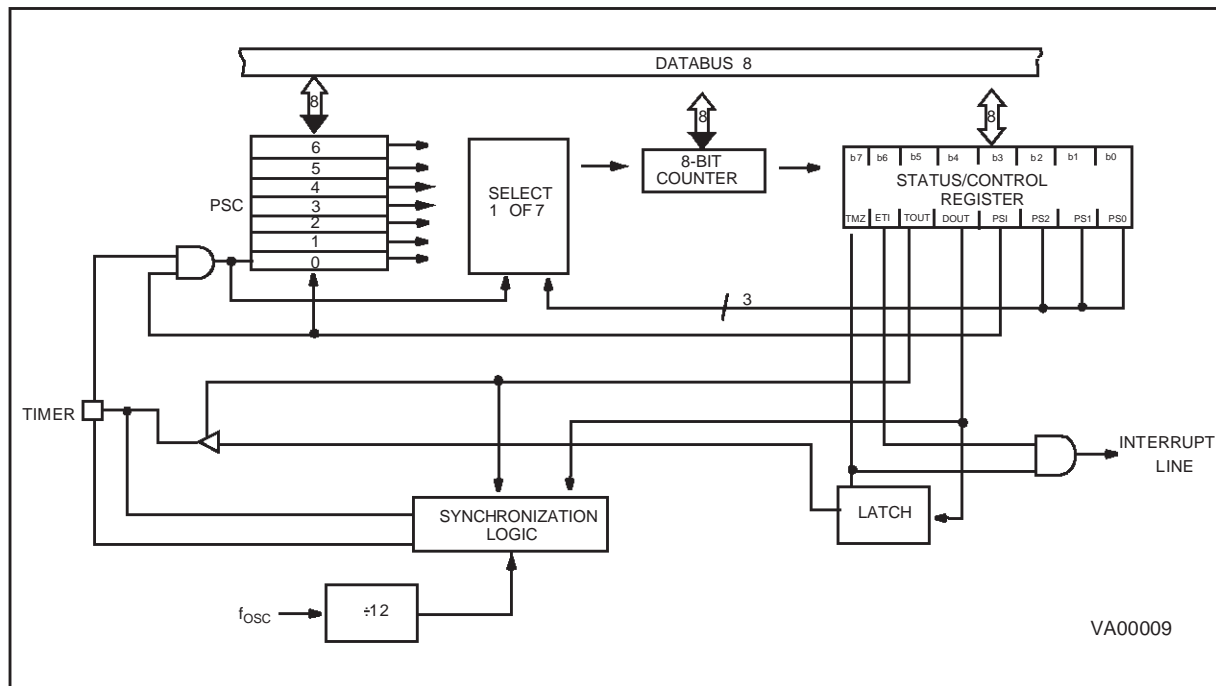 DATABUS 8
8
8
8
6
5
4
3
2
1
0
PSC
SELECT
1 OF 7
8-BIT
COUNTER
b7 b6 b5 b4 b3 b2 b1 b0
STATUS/CONTROL
REGISTER
TMZ ETI TOUT DOUT PSI PS2 PS1 PS0
3
TIMER
SYNCHRONIZATION
LOGIC
LATCH
INTERRUPT
LINE
fOSC
÷12
VA00009